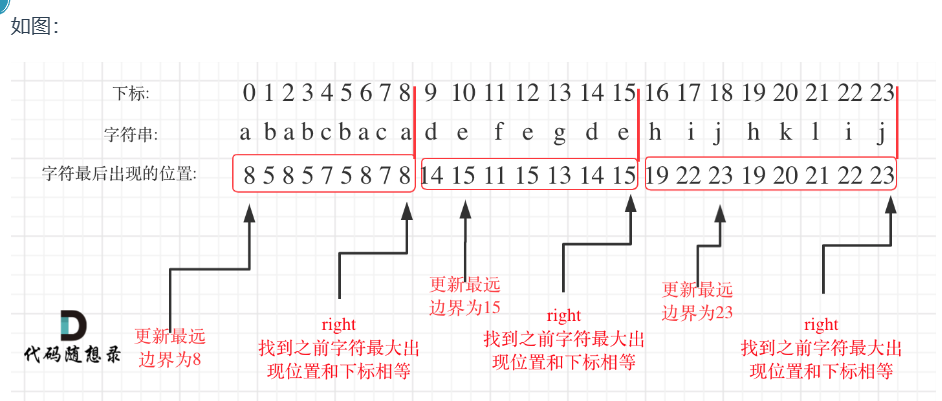 如图：
下标: 0 1 2 3 4 5 6 7 8 9 10 11 12 13 14 15 16 17 18 19 20 21 22 23
字符串: a b a b c b a c a d e f e g d e h i j h k l i j
字符最后出现的位置: 8 5 8 5 7 5 8 7 8 14 15 11 15 13 14 15 19 22 23 19 20 21 22 23
更新最远
边界为8
right
找到之前字符最大出
现位置和下标相等
更新最远
边界为15
right
找到之前字符最大出
现位置和下标相等
更新最远
边界为23
right
找到之前字符最大出
现位置和下标相等
代码随想录